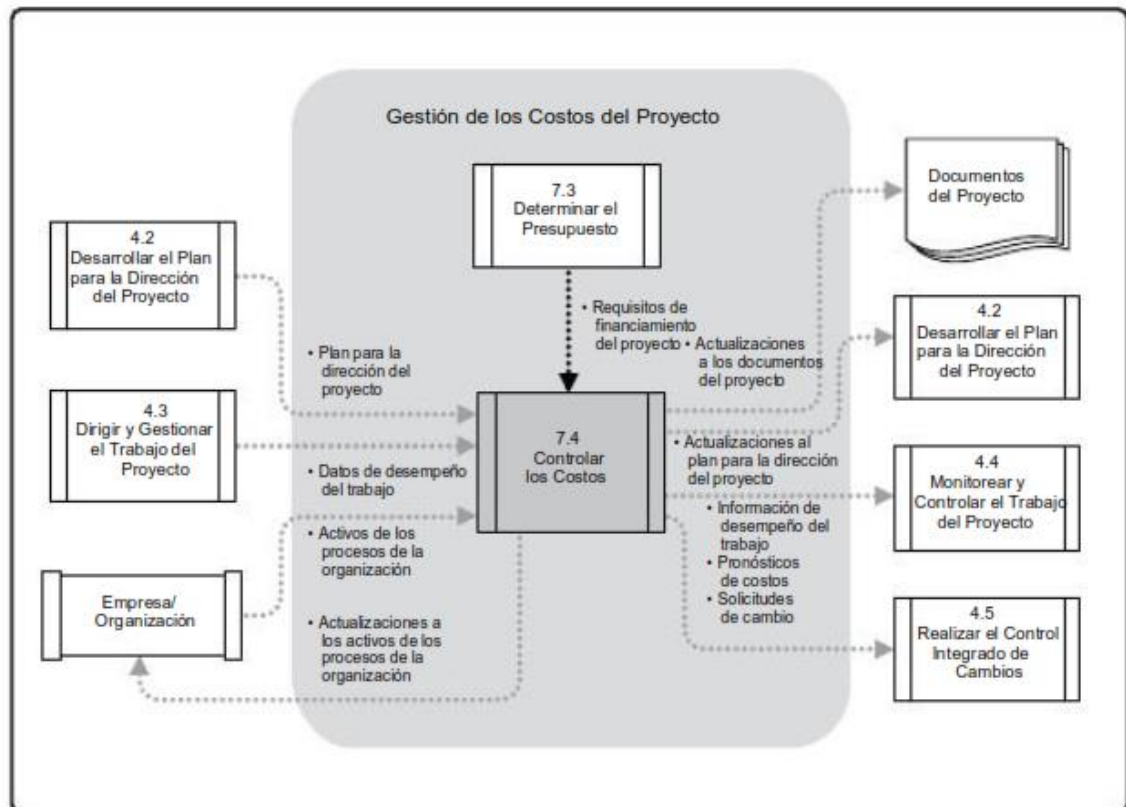 Gestión de los Costos del Proyecto
7.3
Determinar el
Presupuesto
Documentos
del Proyecto
4.2
Desarrollar el Plan
para la Dirección
del Proyecto
• Requisitos de
financiamiento
del proyecto
• Actualizaciones
a los documentos
del proyecto
4.2
Desarrollar el Plan
para la Dirección
del Proyecto
• Plan para la
dirección del
proyecto
4.3
Dirigir y Gestionar
el Trabajo del
Proyecto
7.4
Controlar
los Costos
• Datos de desempeño
del trabajo
• Actualizaciones al
plan para la dirección
del proyecto
4.4
Monitorear y
Controlar el Trabajo
del Proyecto
• Información de
desempeño del
trabajo
• Pronósticos
de costos
• Solicitudes
de cambio
• Activos de los
procesos de la
organización
Empresa/
Organización
• Actualizaciones a
los activos de los
procesos de la
organización
4.5
Realizar el Control
Integrado de
Cambios